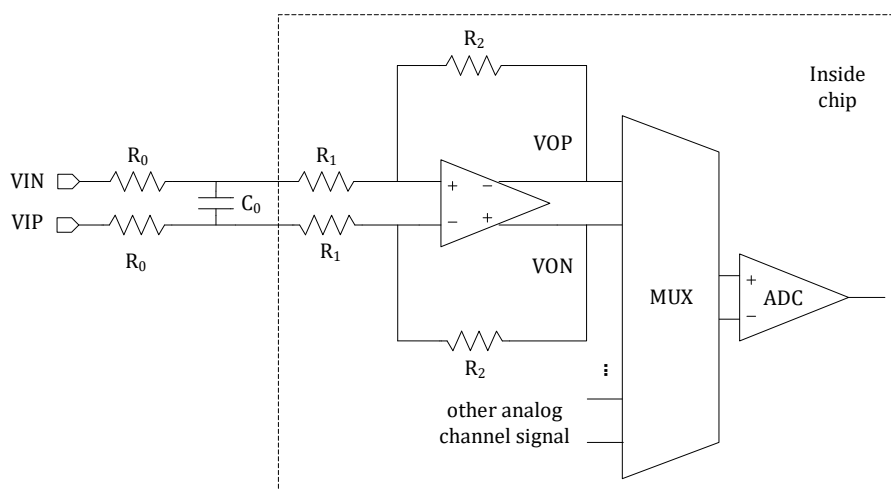 R₂
Inside
chip
VOP
R₀
R₁
VIN
+ −
C₀
VIP
− +
R₀
R₁
VON
MUX
+
ADC
−
R₂
⋮
other analog
channel signal